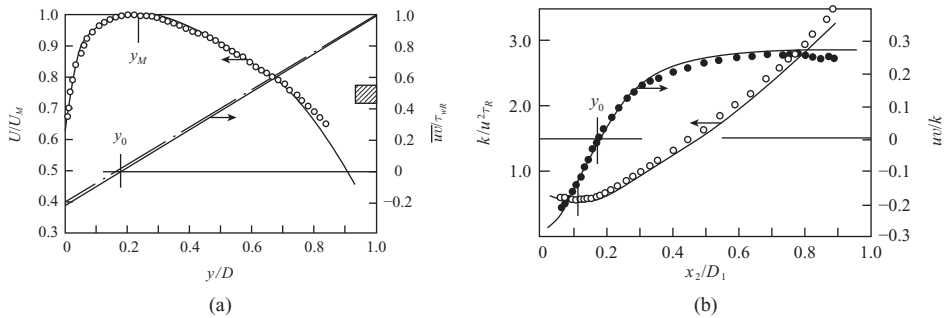 1.0
0.9
0.8
0.7
0.6
0.5
0.4
0.3
U/U_M
0 0.2 0.4 0.6 0.8 1.0
y/D
y_M
y_0
1.0
0.8
0.6
0.4
0.2
0
−0.2
\overline{uv}/τ_{wR}
(a)
3.0
2.0
1.0
k/u²τ_R
0 0.2 0.4 0.6 0.8 1.0
x_2/D_1
y_0
0.3
0.2
0.1
0
−0.1
−0.2
−0.3
uv/k
(b)